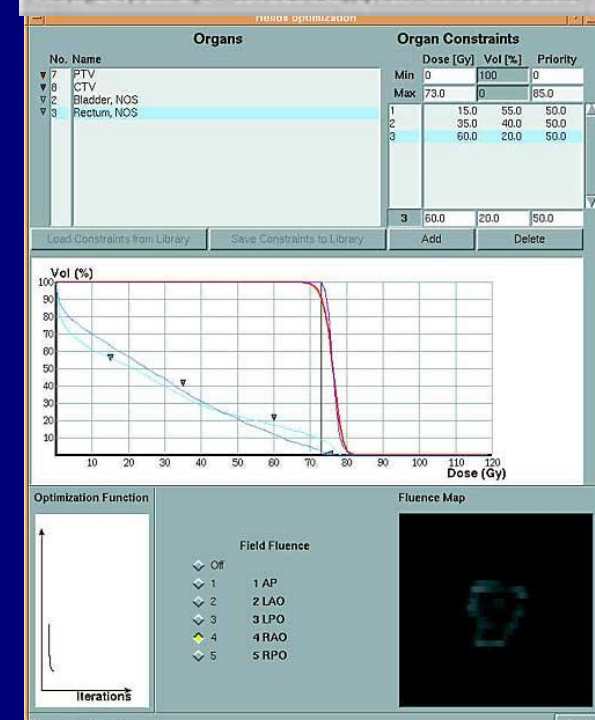 Helios optimization
Organs
No. Name
7 PTV
8 CTV
2 Bladder, NOS
3 Rectum, NOS
Organ Constraints
Dose [Gy] Vol [%] Priority
Min 0 100 0
Max 73.0 0 85.0
1 15.0 55.0 50.0
2 35.0 40.0 50.0
3 60.0 20.0 50.0
3 60.0 20.0 50.0
Load Constraints from Library Save Constraints to Library Add Delete
Vol (%)
100
90
80
70
60
50
40
30
20
10
10 20 30 40 50 60 70 80 90 100 110 120
Dose (Gy)
Optimization Function
Iterations
Field Fluence
Off
1 1 AP
2 2 LAO
3 3 LPO
4 4 RAO
5 5 RPO
Fluence Map